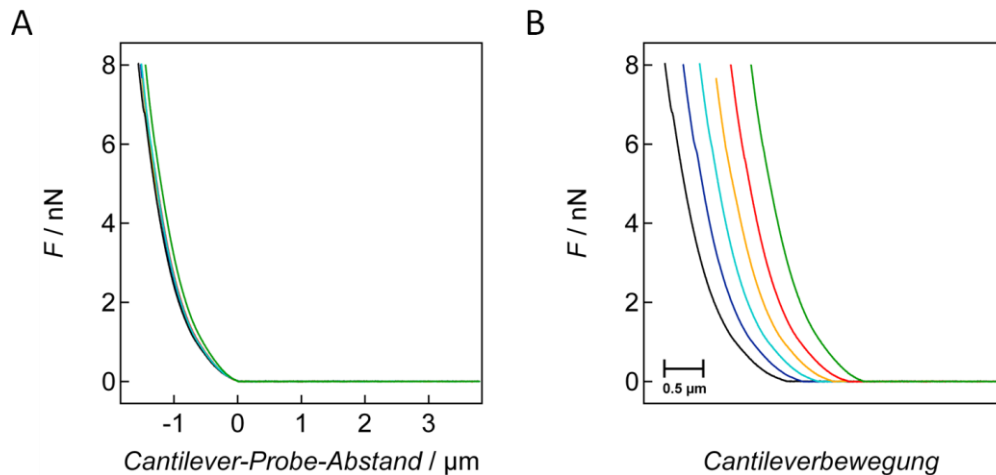 A
F / nN
8
6
4
2
0
-1 0 1 2 3
Cantilever-Probe-Abstand / µm
B
F / nN
8
6
4
2
0
0.5 µm
Cantileverbewegung